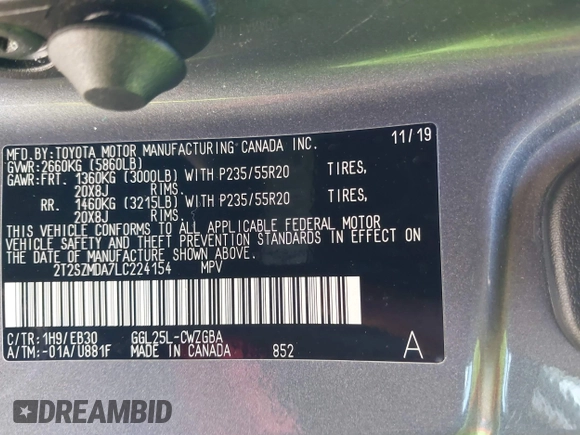 MFD.BY:TOYOTA MOTOR MANUFACTURING CANADA INC. 11/19
GVWR:2660KG (5860LB)
GAWR:FRT. 1360KG (3000LB) WITH P235/55R20 TIRES,
20X8J RIMS.
RR. 1460KG (3215LB) WITH P235/55R20 TIRES,
20X8J RIMS.
THIS VEHICLE CONFORMS TO ALL APPLICABLE FEDERAL MOTOR
VEHICLE SAFETY AND THEFT PREVENTION STANDARDS IN EFFECT ON
THE DATE OF MANUFACTURE SHOWN ABOVE.
2T2SZMDA7LC224154 MPV
C/TR:1H9/EB30 GGL25L-CWZGBA
A/TM:-01A/U881F MADE IN CANADA 852 A
DREAMBID